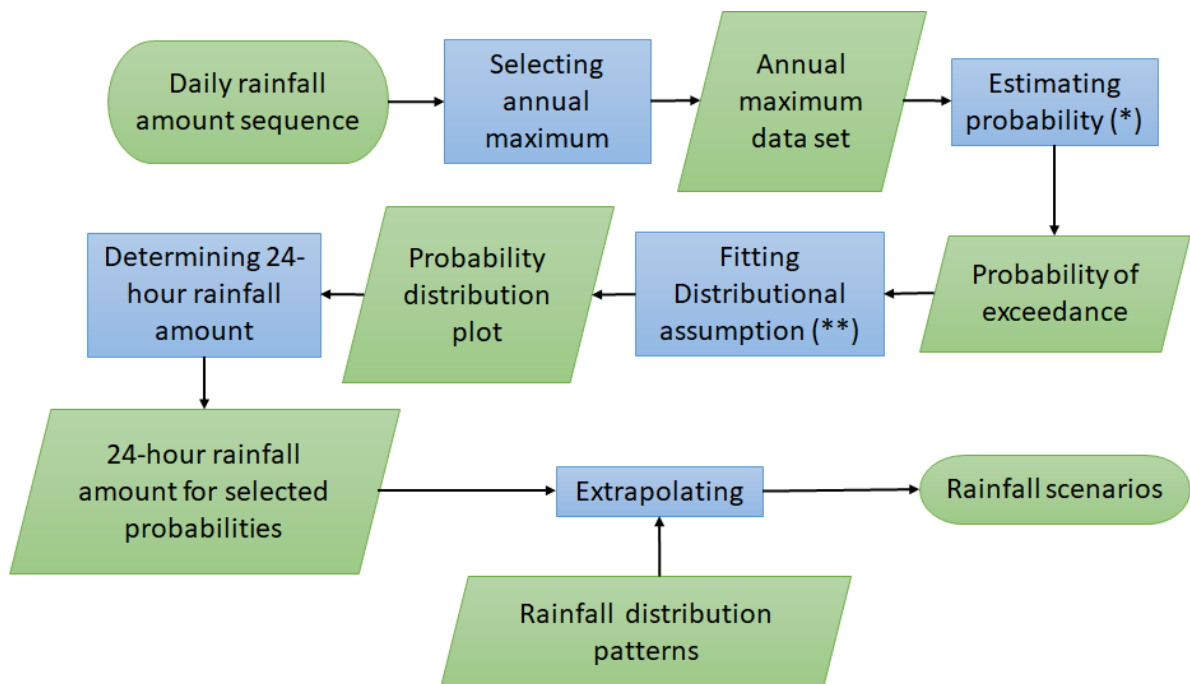 Daily rainfall
amount sequence
Selecting
annual
maximum
Annual
maximum
data set
Estimating
probability (*)
Probability of
exceedance
Fitting
Distributional
assumption (**)
Probability
distribution
plot
Determining 24-
hour rainfall
amount
24-hour rainfall
amount for selected
probabilities
Extrapolating
Rainfall scenarios
Rainfall distribution
patterns